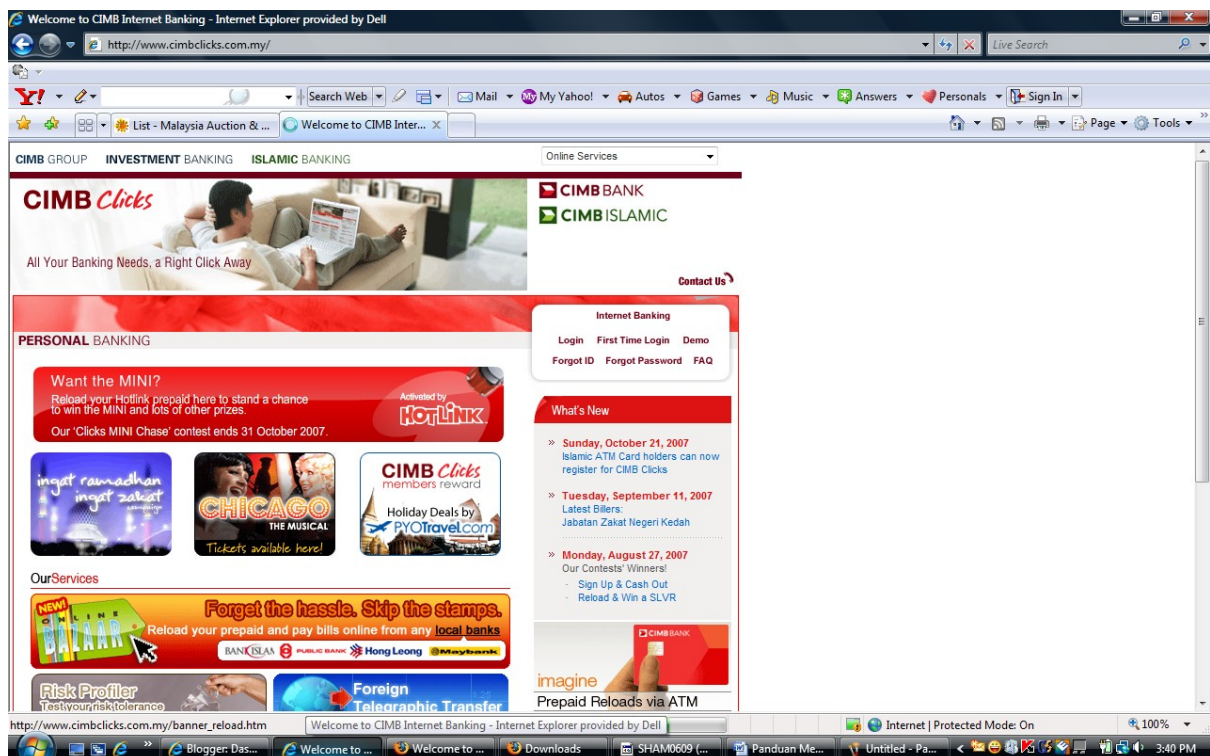 Welcome to CIMB Internet Banking - Internet Explorer provided by Dell
http://www.cimbclicks.com.my/
Live Search
Y!
Search Web
Mail
My Yahoo!
Autos
Games
Music
Answers
Personals
Sign In
List - Malaysia Auction & ...
Welcome to CIMB Inter...
Page
Tools
CIMB GROUP INVESTMENT BANKING ISLAMIC BANKING
Online Services
CIMB Clicks
All Your Banking Needs, a Right Click Away
CIMB BANK
CIMB ISLAMIC
Contact Us
PERSONAL BANKING
Internet Banking
Login First Time Login Demo
Forgot ID Forgot Password FAQ
Want the MINI?
Reload your Hotlink prepaid here to stand a chance
to win the MINI and lots of other prizes.
Our 'Clicks MINI Chase' contest ends 31 October 2007.
Activated by
HOTLINK
ingat ramadhan
ingat zakat
campaign
CHICAGO
THE MUSICAL
Tickets available here!
CIMB Clicks
members reward
Holiday Deals by
PYOTravel.com
What's New
» Sunday, October 21, 2007
Islamic ATM Card holders can now
register for CIMB Clicks
» Tuesday, September 11, 2007
Latest Billers:
Jabatan Zakat Negeri Kedah
» Monday, August 27, 2007
Our Contests' Winners!
- Sign Up & Cash Out
- Reload & Win a SLVR
OurServices
NEW!
ONLINE
BAZAAR
Forget the hassle. Skip the stamps.
Reload your prepaid and pay bills online from any local banks
BANK ISLAM PUBLIC BANK Hong Leong Maybank
Risk Profiler
Test your risk tolerance
Foreign
Telegraphic Transfer
CIMB BANK
imagine
Prepaid Reloads via ATM
http://www.cimbclicks.com.my/banner_reload.htm
Welcome to CIMB Internet Banking - Internet Explorer provided by Dell
Internet | Protected Mode: On
100%
Blogger: Das...
Welcome to ...
Welcome to ...
Downloads
SHAM0609 (...
Panduan Me...
Untitled - Pa...
3:40 PM